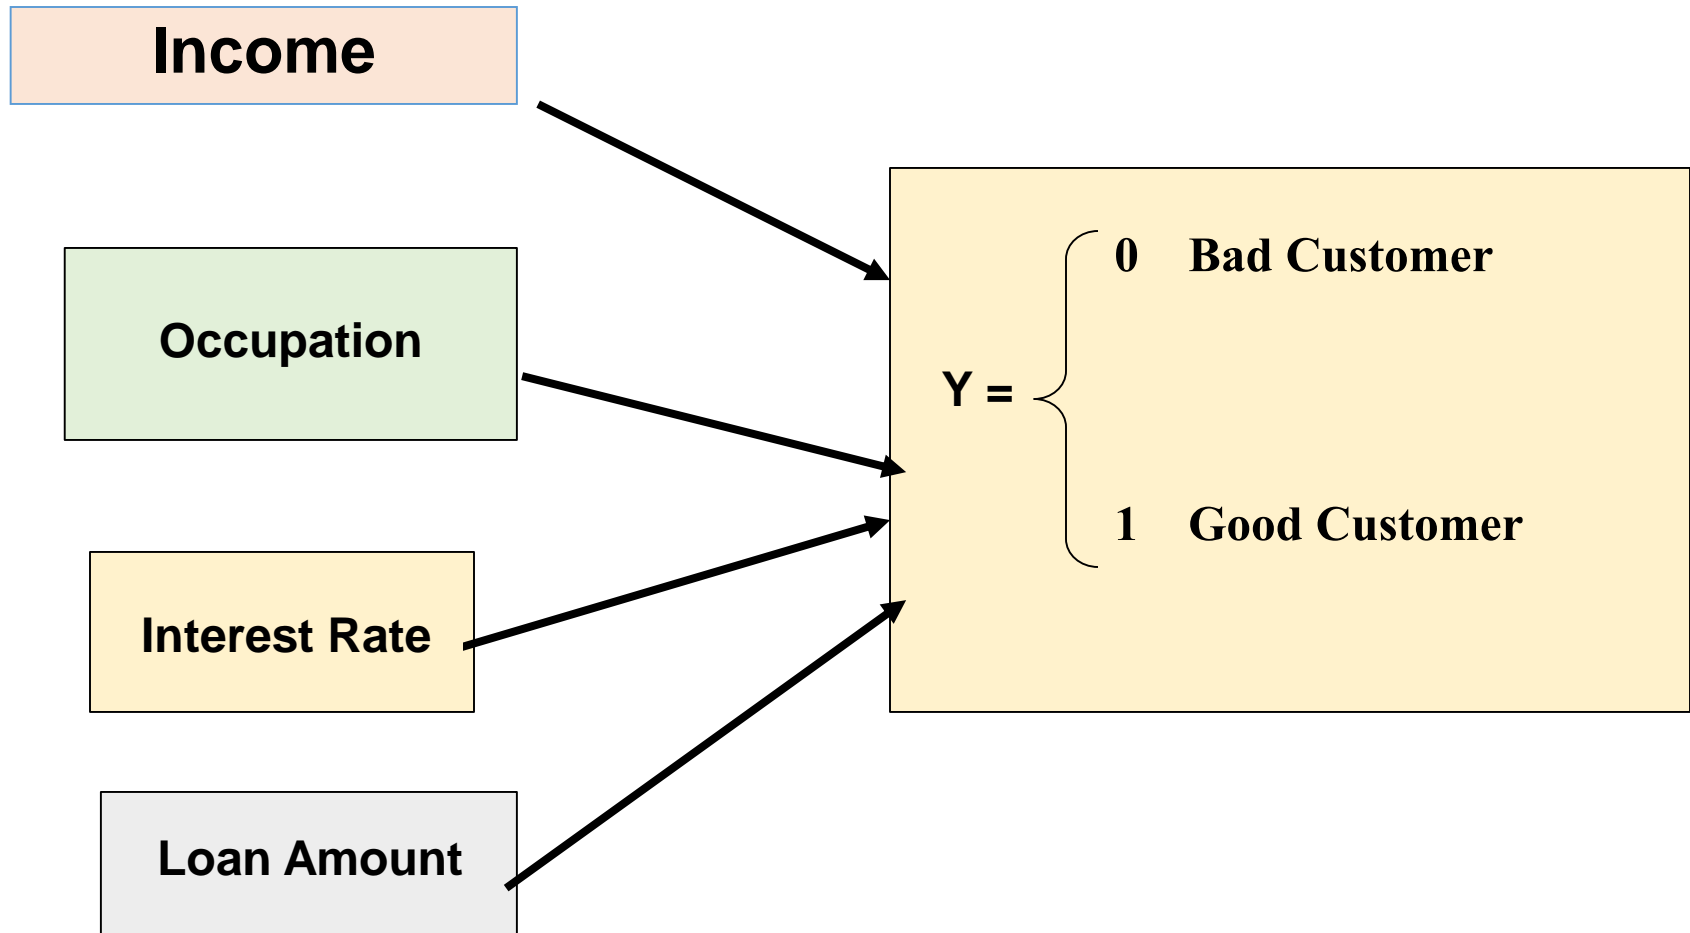 Income
Occupation
Interest Rate
Loan Amount
0 Bad Customer
Y =
1 Good Customer